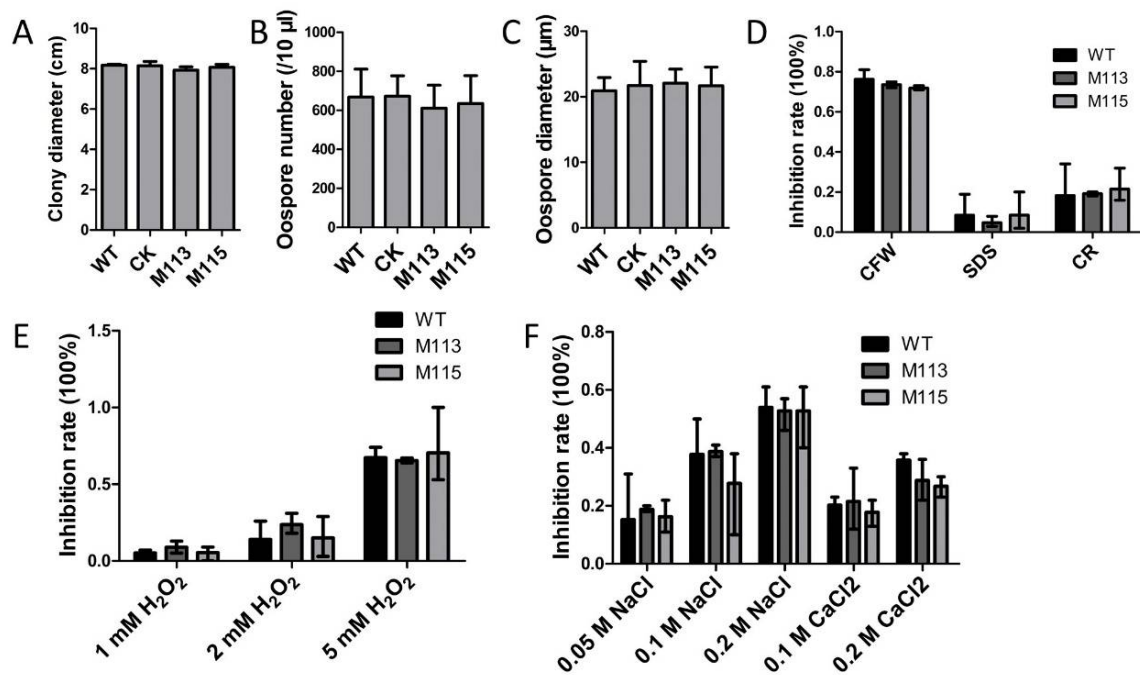 A
Clony diameter (cm)
10
8
6
4
2
0
WT
CK
M113
M115
B
Oospore number (/10 µl)
1000
800
600
400
200
0
WT
CK
M113
M115
C
Oospore diameter (µm)
30
20
10
0
WT
CK
M113
M115
D
Inhibition rate (100%)
1.0
0.8
0.6
0.4
0.2
0.0
WT
M113
M115
CFW
SDS
CR
E
Inhibition rate (100%)
1.5
1.0
0.5
0.0
WT
M113
M115
1 mM H₂O₂
2 mM H₂O₂
5 mM H₂O₂
F
Inhibition rate (100%)
0.8
0.6
0.4
0.2
0.0
WT
M113
M115
0.05 M NaCl
0.1 M NaCl
0.2 M NaCl
0.1 M CaCl2
0.2 M CaCl2